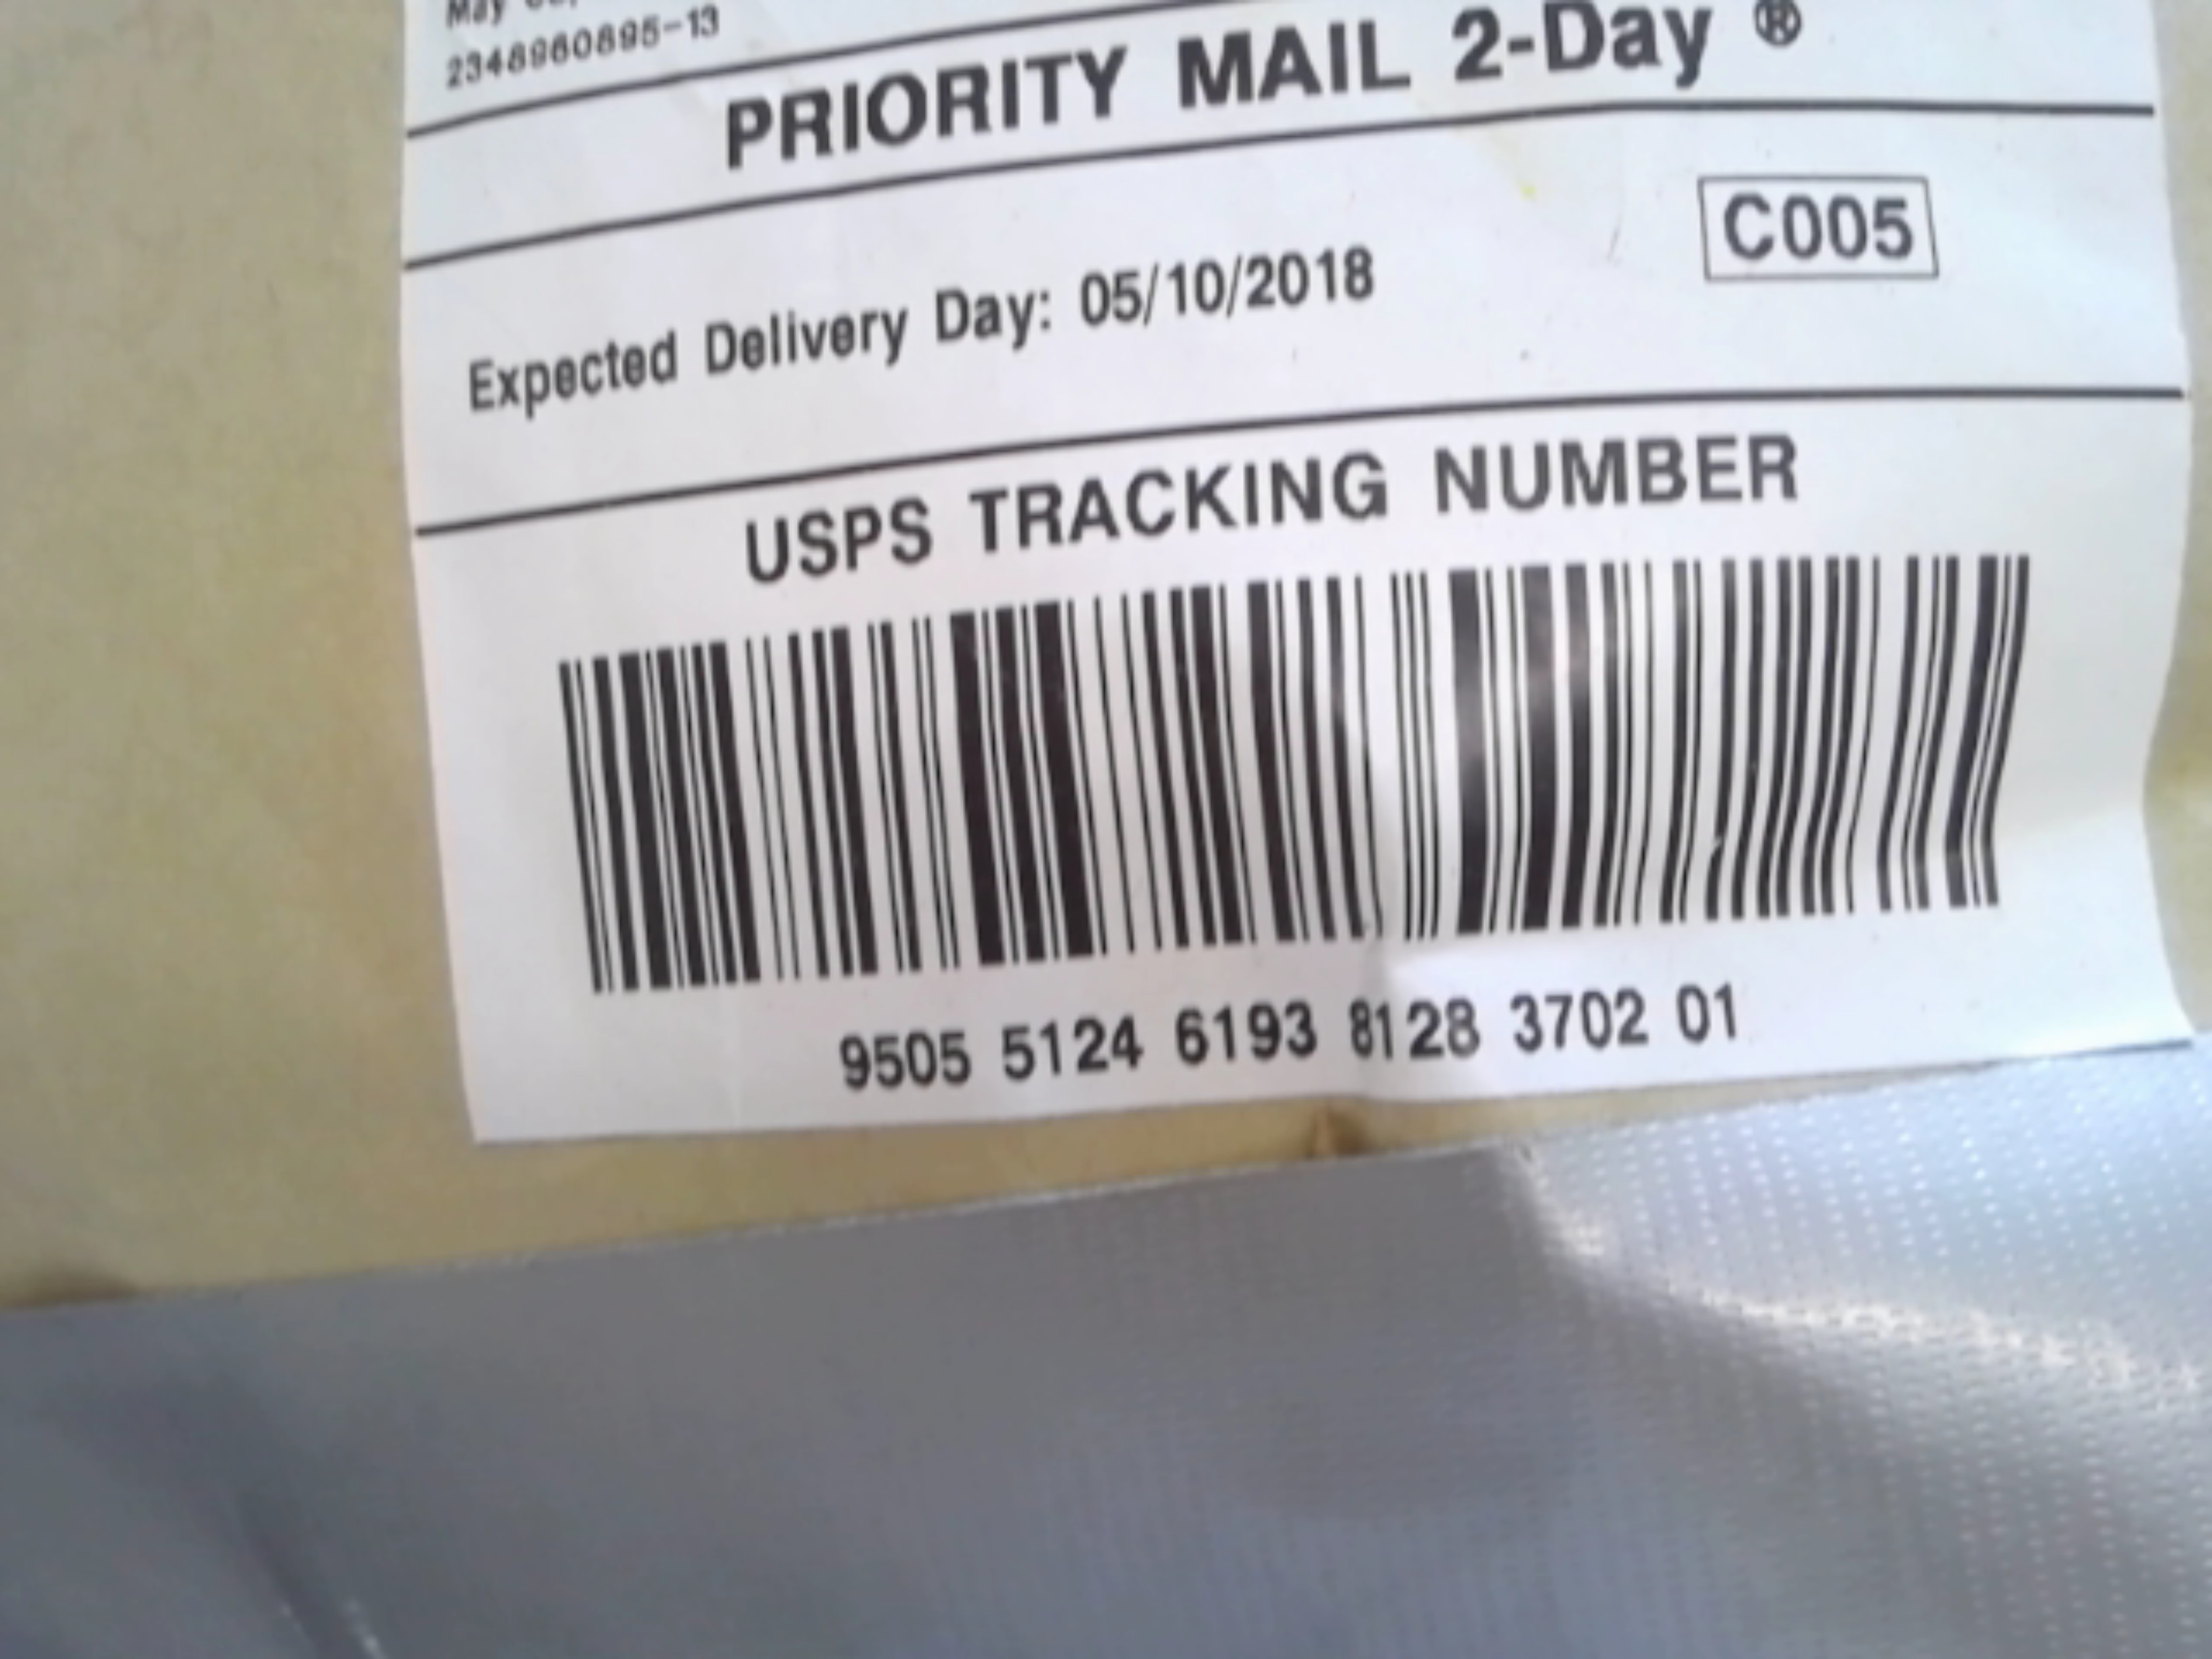 May
2348960895-13
PRIORITY MAIL 2-Day ®
C005
Expected Delivery Day: 05/10/2018
USPS TRACKING NUMBER
9505 5124 6193 8128 3702 01